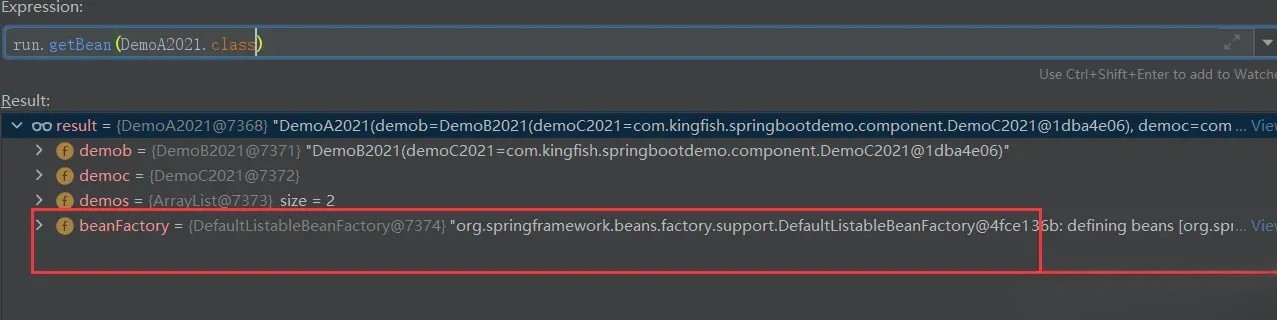 Expression:
run.getBean(DemoA2021.class)
Use Ctrl+Shift+Enter to add to Watche
Result:
result = {DemoA2021@7368} "DemoA2021(demob=DemoB2021(demoC2021=com.kingfish.springbootdemo.component.DemoC2021@1dba4e06), democ=com ... View
demob = {DemoB2021@7371} "DemoB2021(demoC2021=com.kingfish.springbootdemo.component.DemoC2021@1dba4e06)"
democ = {DemoC2021@7372}
demos = {ArrayList@7373} size = 2
beanFactory = {DefaultListableBeanFactory@7374} "org.springframework.beans.factory.support.DefaultListableBeanFactory@4fce136b: defining beans [org.spr... View